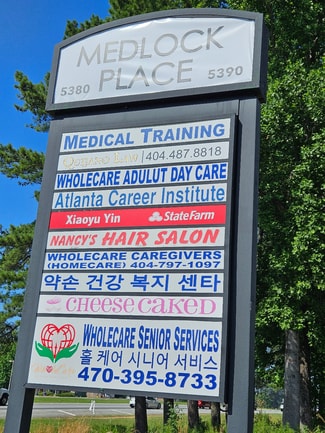 MEDLOCK
PLACE
5380 5390
MEDICAL TRAINING
404.487.8818
WHOLECARE ADULUT DAY CARE
Atlanta Career Institute
Xiaoyu Yin StateFarm
NANCY'S HAIR SALON
WHOLECARE CAREGIVERS
(HOMECARE) 404-797-1097
약손 건강 복지 센타
CHEESE CAKED
WHOLECARE SENIOR SERVICES
홀 케어 시니어 서비스
470-395-8733